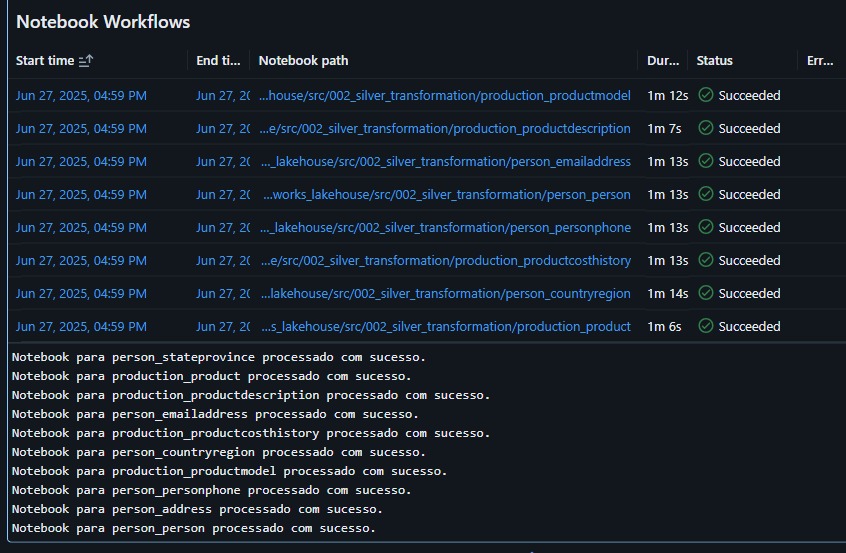 Notebook Workflows
Start time End ti... Notebook path Dur... Status Err...
Jun 27, 2025, 04:59 PM Jun 27, 20 ...house/src/002_silver_transformation/production_productmodel 1m 12s Succeeded
Jun 27, 2025, 04:59 PM Jun 27, 20 ...e/src/002_silver_transformation/production_productdescription 1m 7s Succeeded
Jun 27, 2025, 04:59 PM Jun 27, 20 ..._lakehouse/src/002_silver_transformation/person_emailaddress 1m 13s Succeeded
Jun 27, 2025, 04:59 PM Jun 27, 20 ...works_lakehouse/src/002_silver_transformation/person_person 1m 13s Succeeded
Jun 27, 2025, 04:59 PM Jun 27, 20 ..._lakehouse/src/002_silver_transformation/person_personphone 1m 13s Succeeded
Jun 27, 2025, 04:59 PM Jun 27, 20 ...e/src/002_silver_transformation/production_productcosthistory 1m 13s Succeeded
Jun 27, 2025, 04:59 PM Jun 27, 20 ...lakehouse/src/002_silver_transformation/person_countryregion 1m 14s Succeeded
Jun 27, 2025, 04:59 PM Jun 27, 20 ...s_lakehouse/src/002_silver_transformation/production_product 1m 6s Succeeded
Notebook para person_stateprovince processado com sucesso.
Notebook para production_product processado com sucesso.
Notebook para production_productdescription processado com sucesso.
Notebook para person_emailaddress processado com sucesso.
Notebook para production_productcosthistory processado com sucesso.
Notebook para person_countryregion processado com sucesso.
Notebook para production_productmodel processado com sucesso.
Notebook para person_personphone processado com sucesso.
Notebook para person_address processado com sucesso.
Notebook para person_person processado com sucesso.